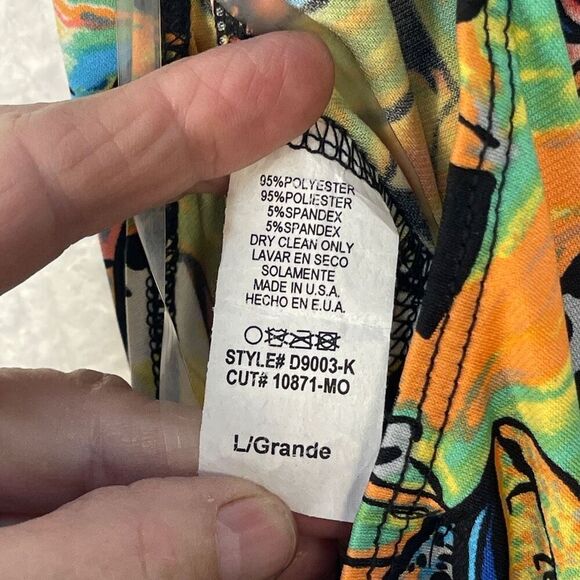 95%POLYESTER
95%POLIESTER
5%SPANDEX
5%SPANDEX
DRY CLEAN ONLY
LAVAR EN SECO
SOLAMENTE
MADE IN U.S.A.
HECHO EN E.U.A.
STYLE# D9003-K
CUT# 10871-MO
L/Grande